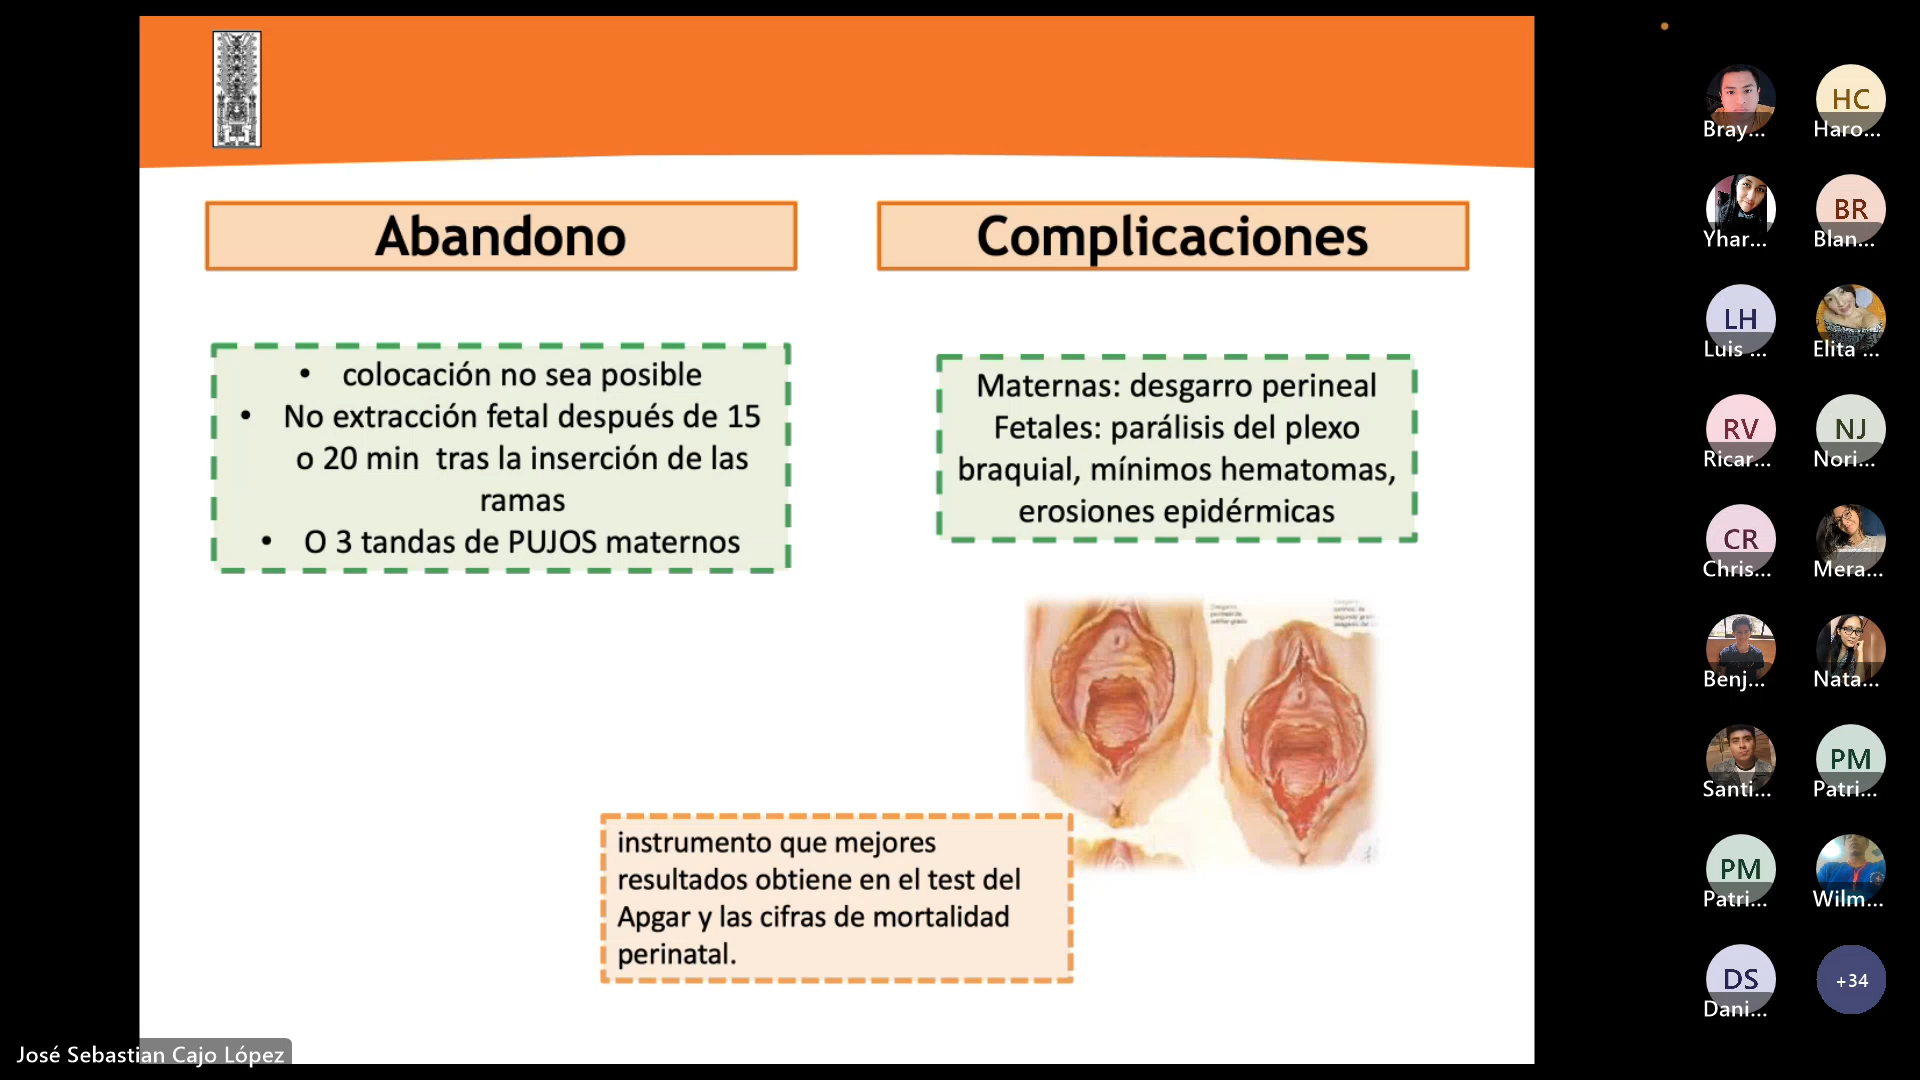 Abandono
Complicaciones
• colocación no sea posible
• No extracción fetal después de 15
o 20 min tras la inserción de las
ramas
• O 3 tandas de PUJOS maternos
Maternas: desgarro perineal
Fetales: parálisis del plexo
braquial, mínimos hematomas,
erosiones epidérmicas
instrumento que mejores
resultados obtiene en el test del
Apgar y las cifras de mortalidad
perinatal.
José Sebastian Cajo López
Bray...
HC
Haro...
Yhar...
BR
Blan...
LH
Luis ...
Elita ...
RV
Ricar...
NJ
Nori...
CR
Chris...
Mera...
Benj...
Nata...
Santi...
PM
Patri...
PM
Patri...
Wilm...
DS
Dani...
+34